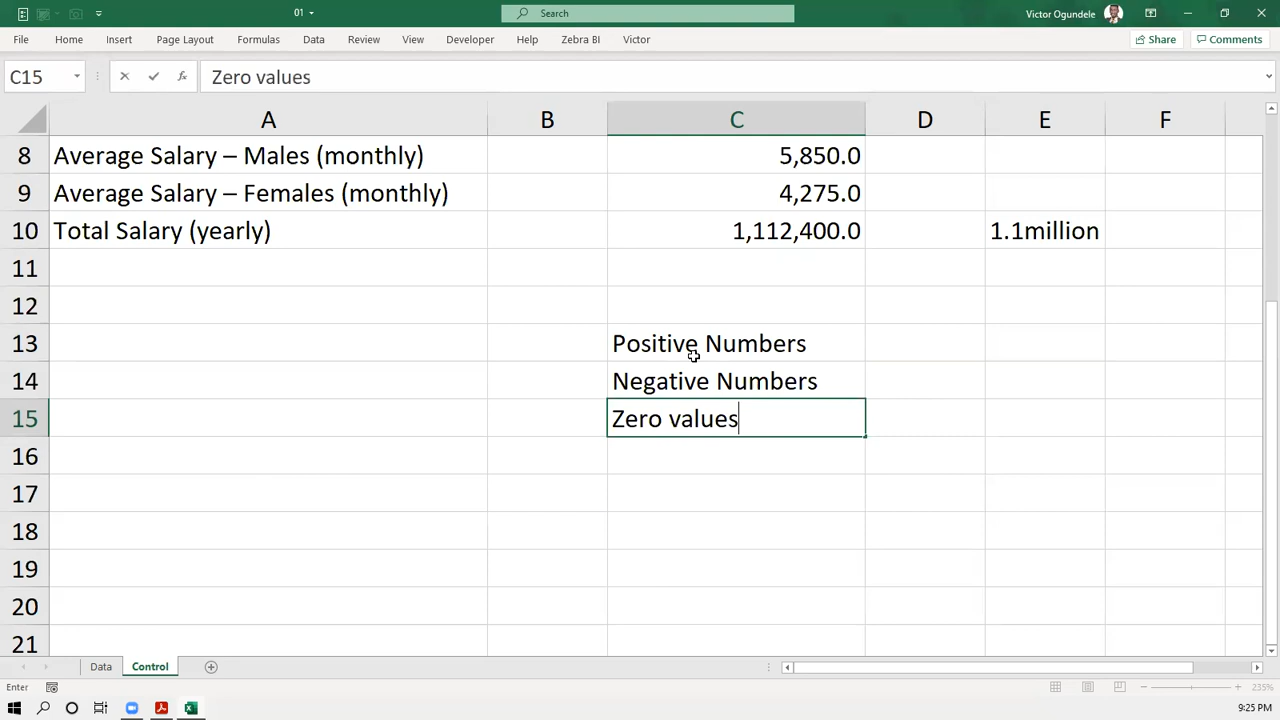 01
Search
Victor Ogundele
File Home Insert Page Layout Formulas Data Review View Developer Help Zebra BI Victor Share Comments
C15 fx Zero values
A B C D E F
8 Average Salary – Males (monthly) 5,850.0
9 Average Salary – Females (monthly) 4,275.0
10 Total Salary (yearly) 1,112,400.0 1.1million
11
12
13 Positive Numbers
14 Negative Numbers
15 Zero values
16
17
18
19
20
21
Data Control
Enter 235%
9:25 PM